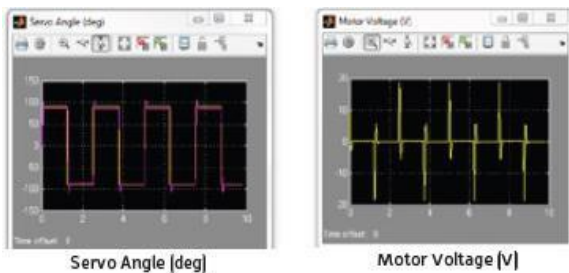 Servo Angle (deg)
150
100
50
0
-50
-100
-150
0 2 4 6 8 10
Time offset: 0
Servo Angle (deg)
Motor Voltage (V)
20
10
0
-10
-20
0 2 4 6 8 10
Time offset: 0
Motor Voltage (V)